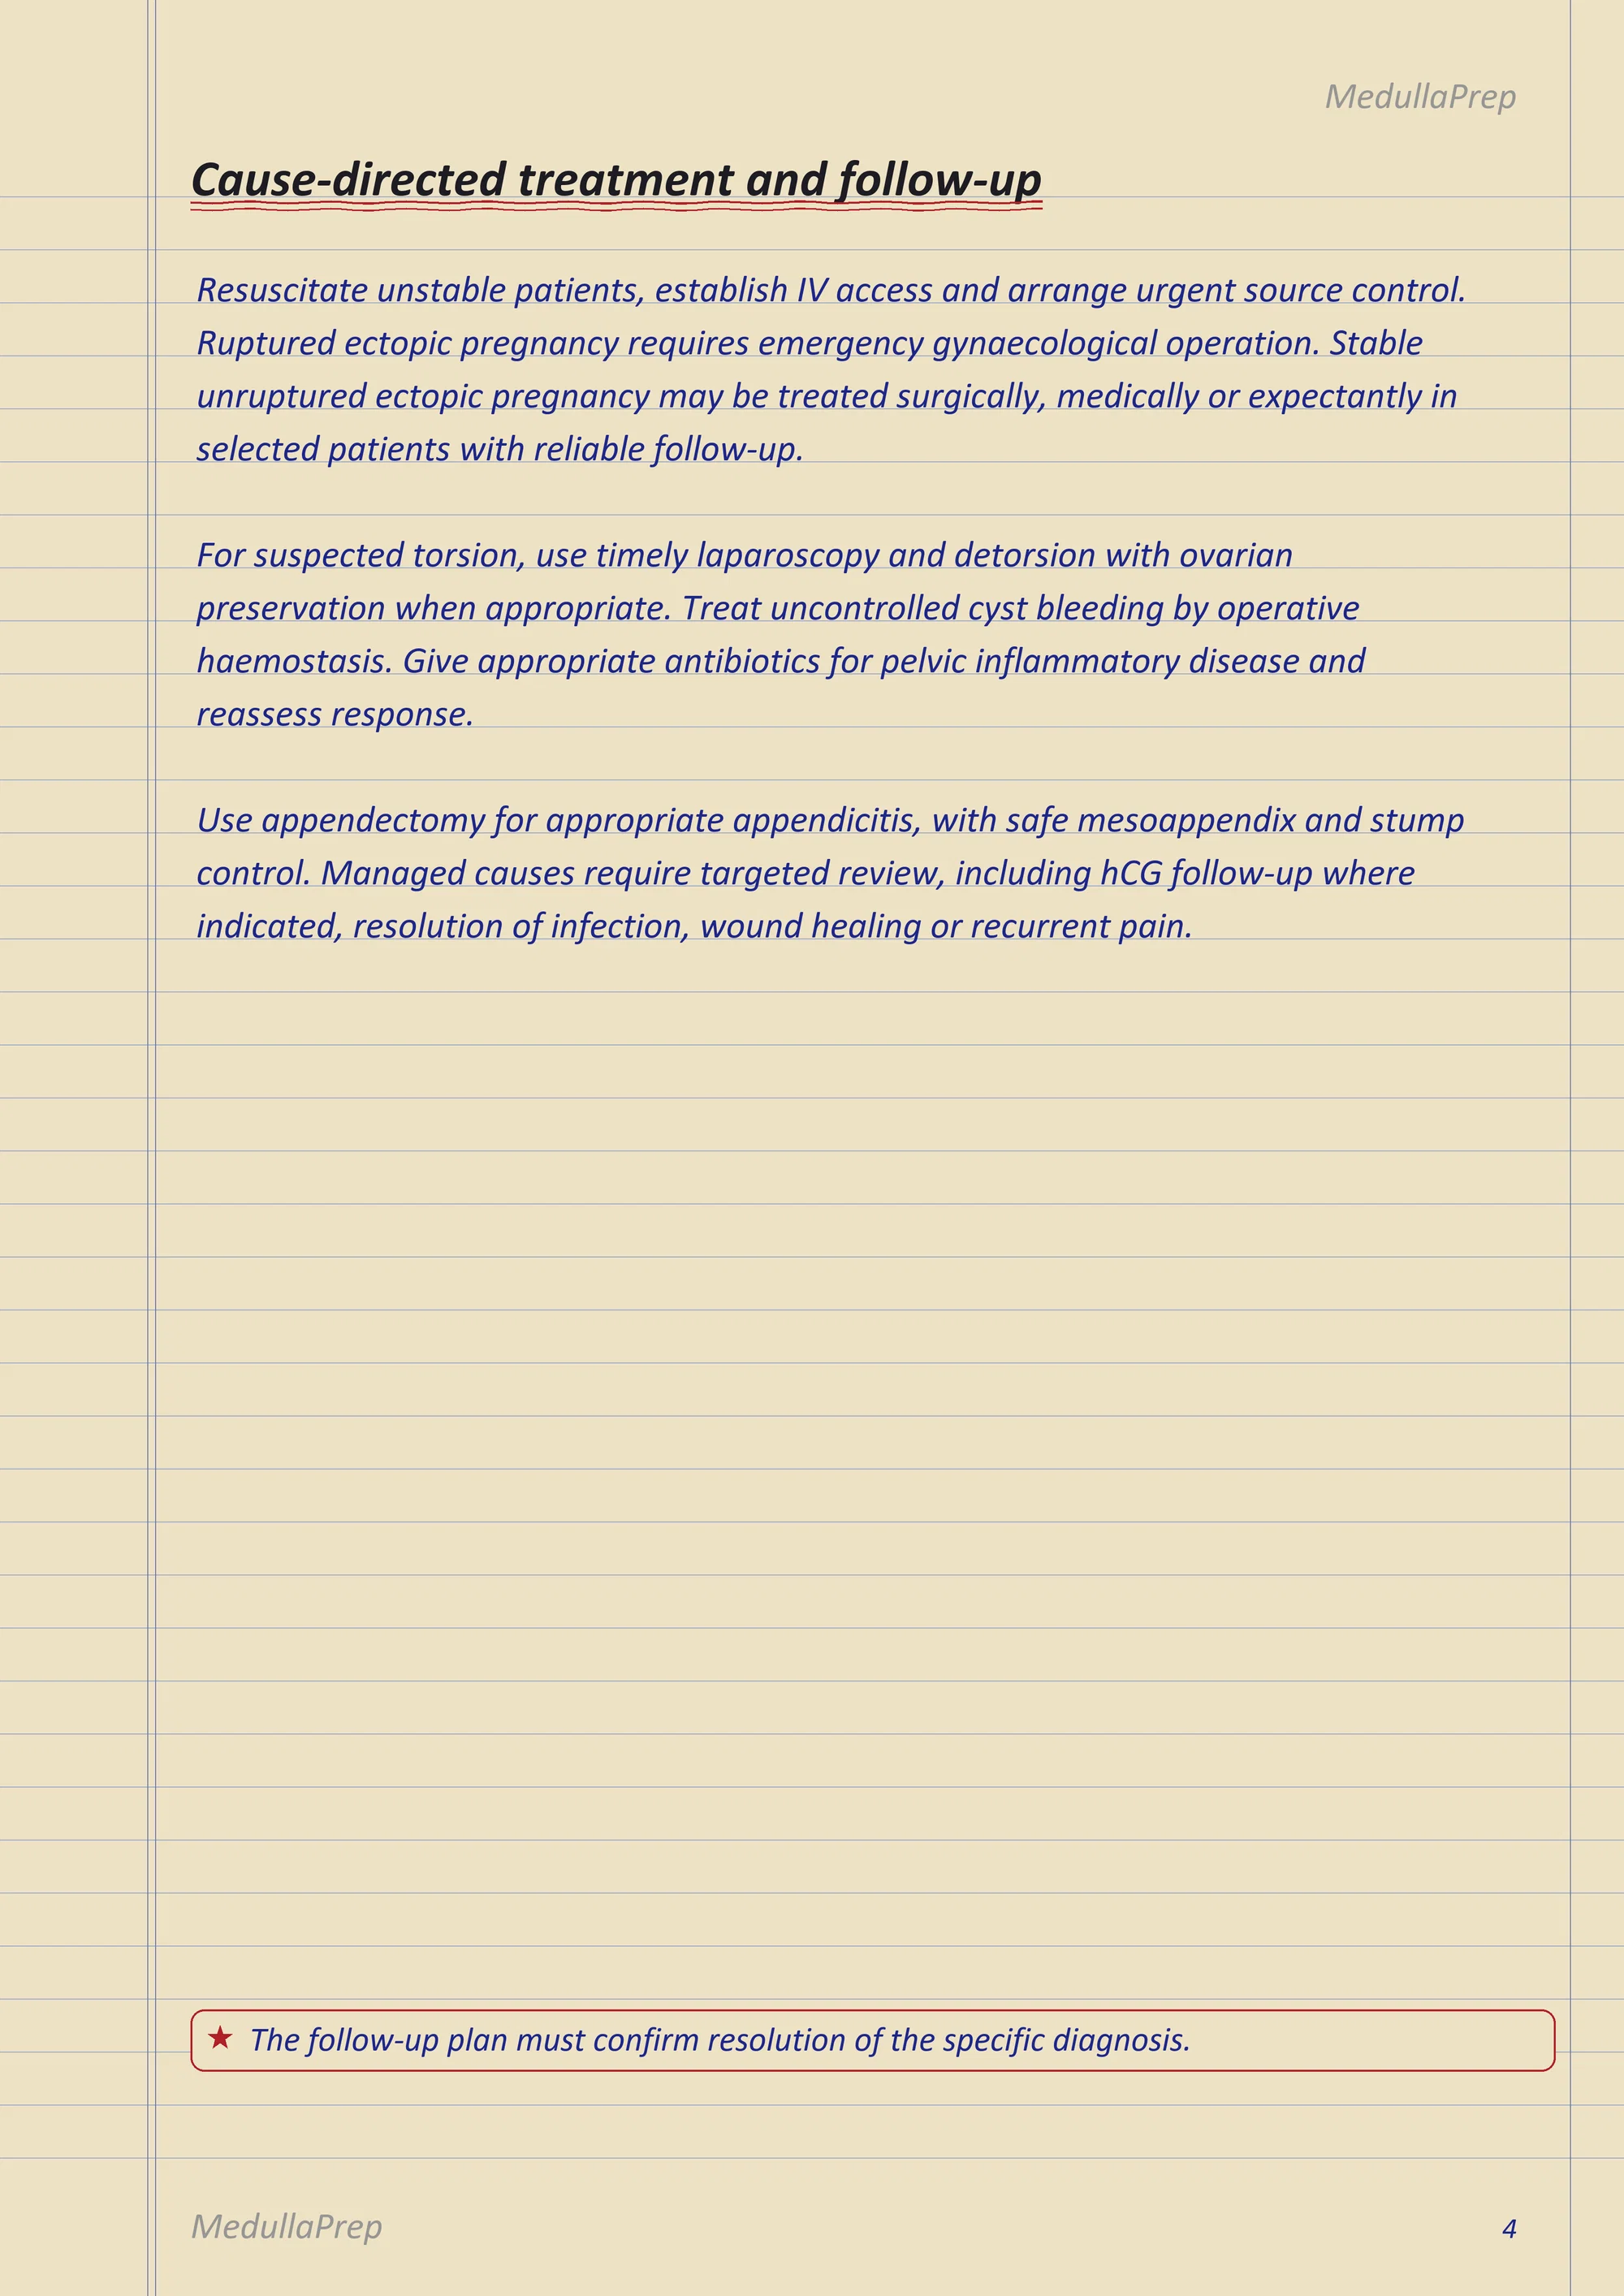 MedullaPrep
Cause-directed treatment and follow-up
Resuscitate unstable patients, establish IV access and arrange urgent source control.
Ruptured ectopic pregnancy requires emergency gynaecological operation. Stable
unruptured ectopic pregnancy may be treated surgically, medically or expectantly in
selected patients with reliable follow-up.
For suspected torsion, use timely laparoscopy and detorsion with ovarian
preservation when appropriate. Treat uncontrolled cyst bleeding by operative
haemostasis. Give appropriate antibiotics for pelvic inflammatory disease and
reassess response.
Use appendectomy for appropriate appendicitis, with safe mesoappendix and stump
control. Managed causes require targeted review, including hCG follow-up where
indicated, resolution of infection, wound healing or recurrent pain.
★ The follow-up plan must confirm resolution of the specific diagnosis.
MedullaPrep
4